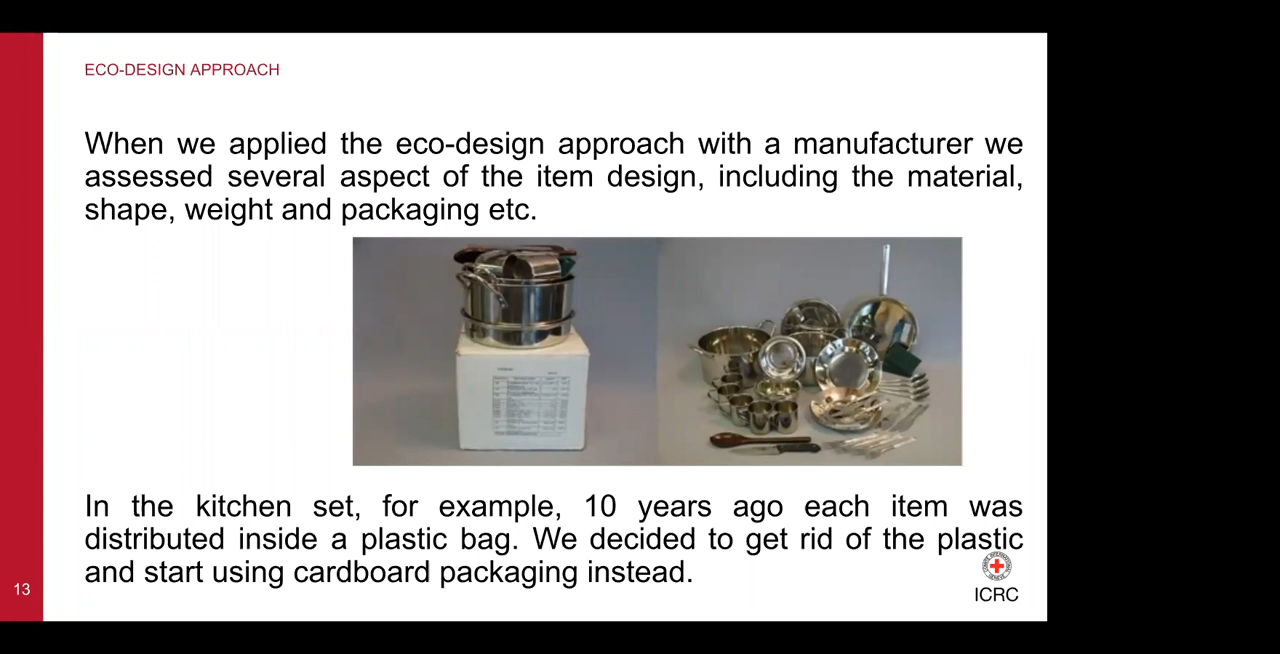 ECO-DESIGN APPROACH
When we applied the eco-design approach with a manufacturer we
assessed several aspect of the item design, including the material,
shape, weight and packaging etc.
In the kitchen set, for example, 10 years ago each item was
distributed inside a plastic bag. We decided to get rid of the plastic
and start using cardboard packaging instead.
13
ICRC